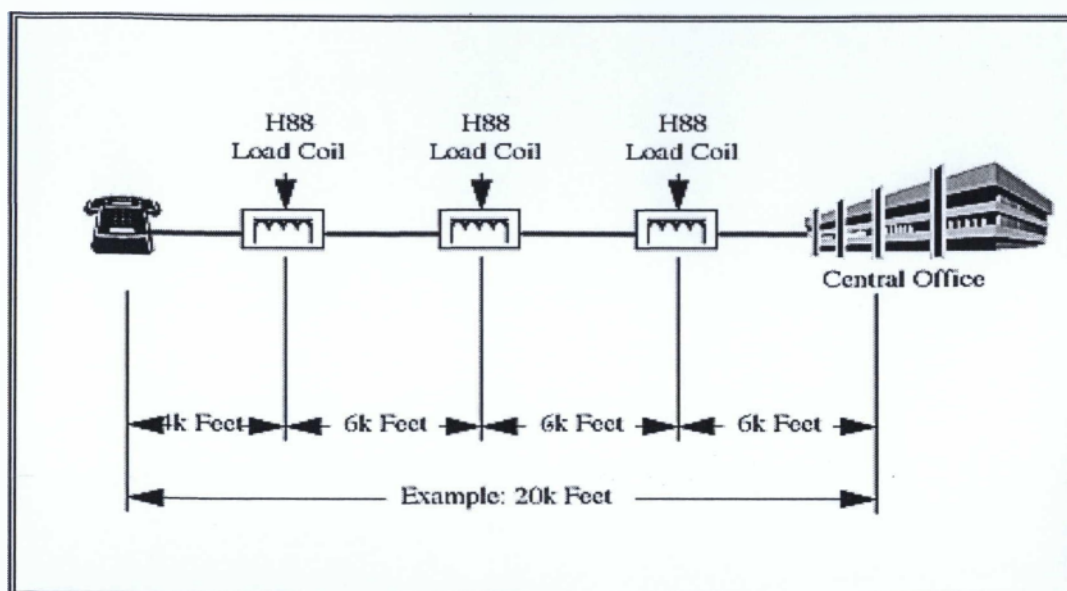 H88
Load Coil
H88
Load Coil
H88
Load Coil
Central Office
4k Feet
6k Feet
6k Feet
6k Feet
Example: 20k Feet